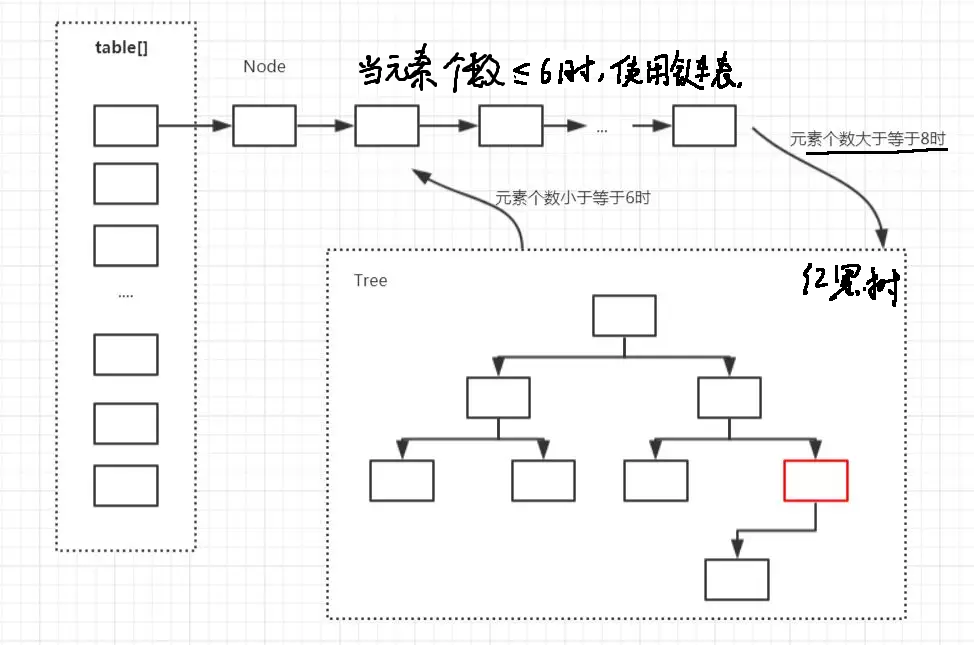 table[]
Node
当元素个数≤6时,使用链表.
...
元素个数大于等于8时
元素个数小于等于6时
....
Tree
红黑树